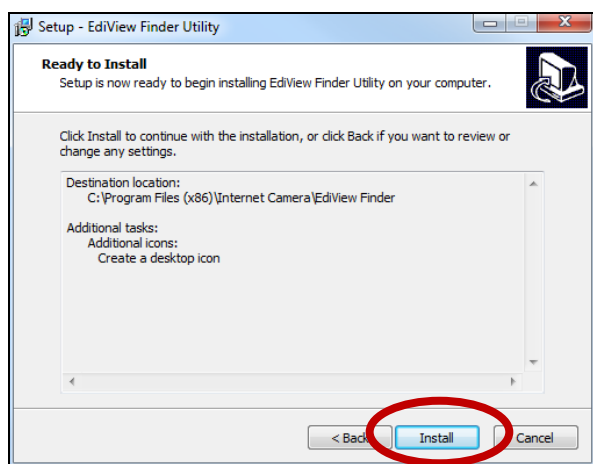 Setup - EdiView Finder Utility
Ready to Install
Setup is now ready to begin installing EdiView Finder Utility on your computer.
Click Install to continue with the installation, or click Back if you want to review or
change any settings.
Destination location:
C:\Program Files (x86)\Internet Camera\EdiView Finder
Additional tasks:
Additional icons:
Create a desktop icon
< Back Install Cancel